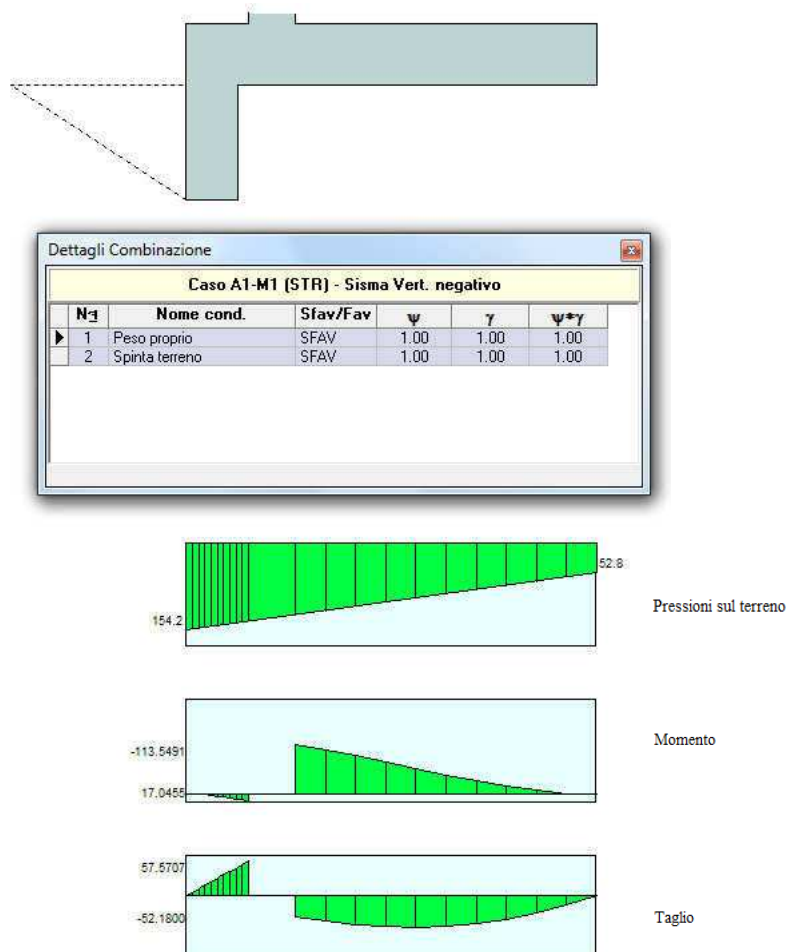 Dettagli Combinazione
Caso A1-M1 (STR) - Sisma Vert. negativo
Nome cond. Sfav/Fav ψ γ ψ*γ
1 Peso proprio SFAV 1.00 1.00 1.00
2 Spinta terreno SFAV 1.00 1.00 1.00
52.8
154.2
Pressioni sul terreno
-113.5491
17.0455
Momento
57.5707
-52.1800
Taglio